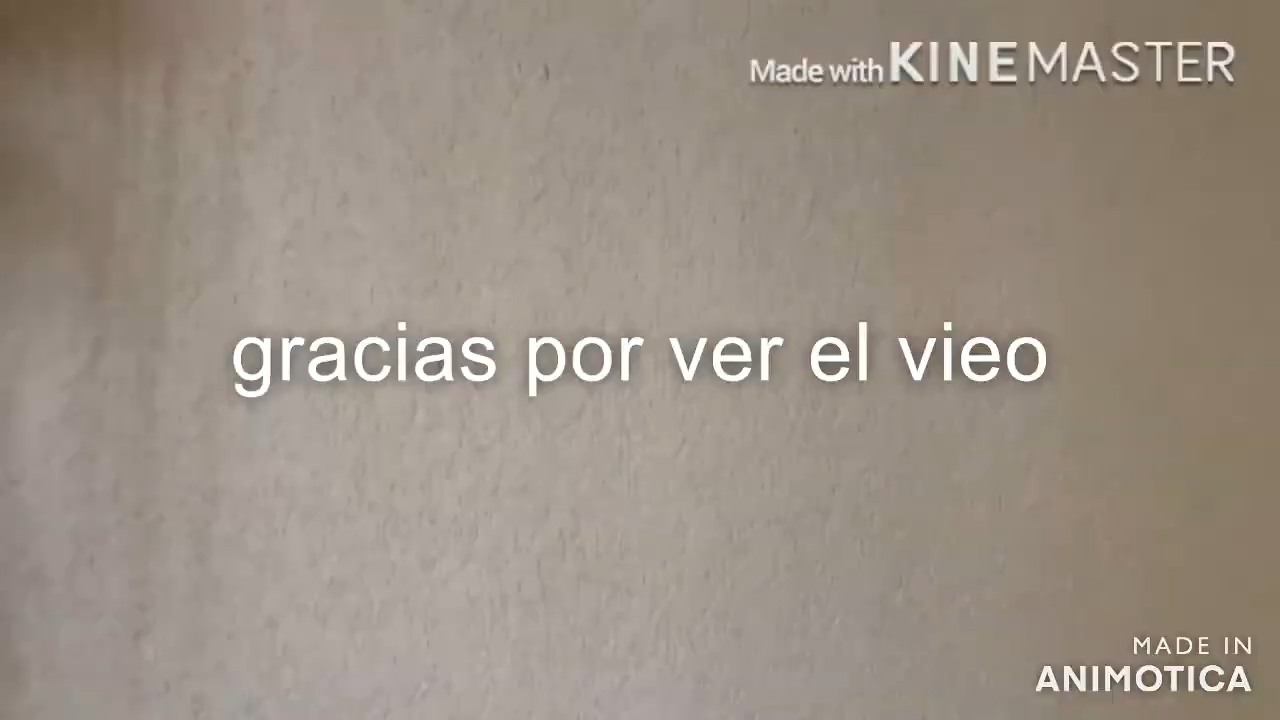 Made with KINEMASTER
gracias por ver el vieo
MADE IN
ANIMOTICA